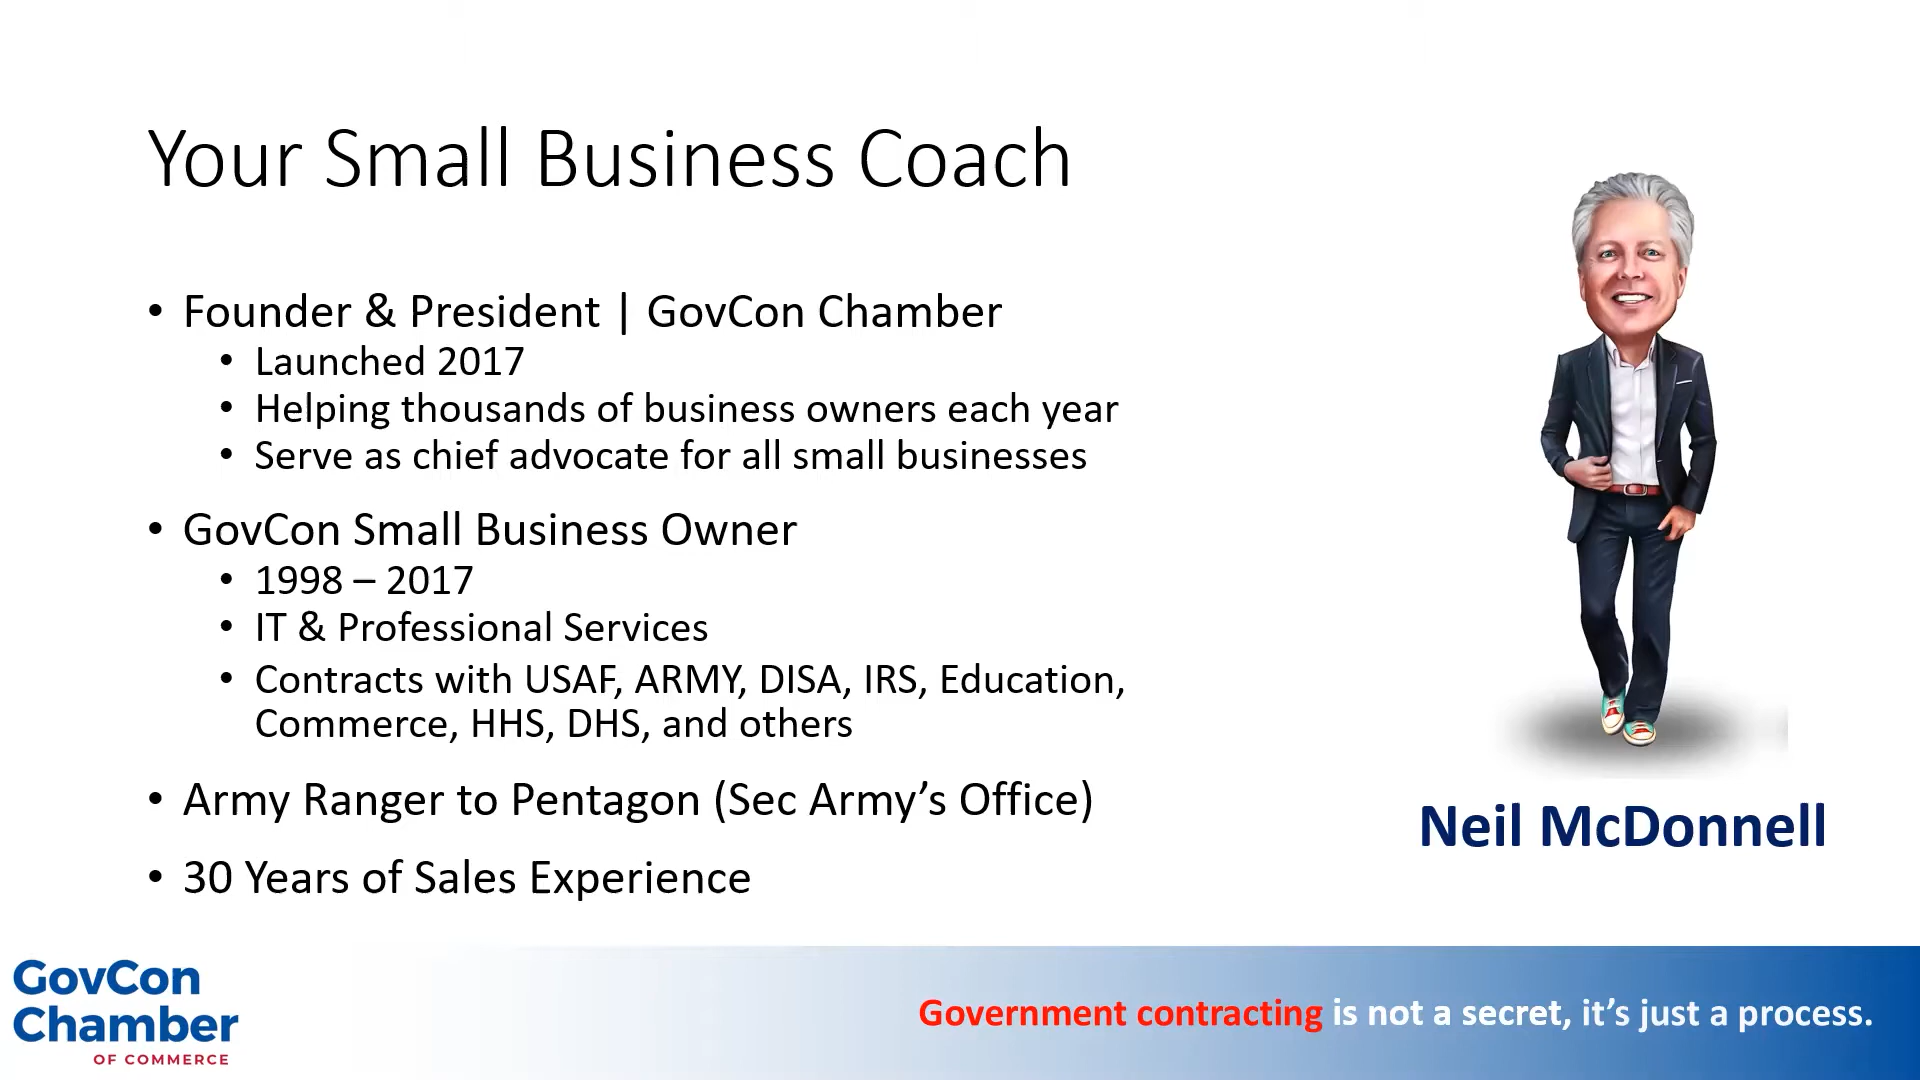 Your Small Business Coach
• Founder & President | GovCon Chamber
• Launched 2017
• Helping thousands of business owners each year
• Serve as chief advocate for all small businesses
• GovCon Small Business Owner
• 1998 – 2017
• IT & Professional Services
• Contracts with USAF, ARMY, DISA, IRS, Education,
Commerce, HHS, DHS, and others
• Army Ranger to Pentagon (Sec Army’s Office)
• 30 Years of Sales Experience
Neil McDonnell
GovCon
Chamber
OF COMMERCE
Government contracting is not a secret, it’s just a process.